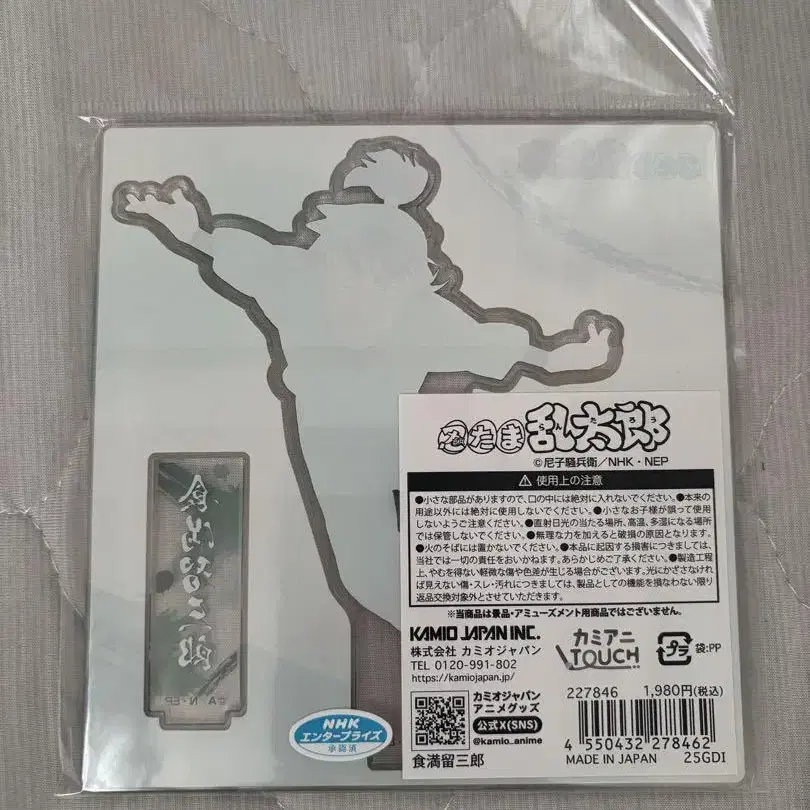 忍たま乱太郎
らんたろう
©尼子騒兵衛／NHK・NEP
⚠ 使用上の注意
●小さな部品がありますので、口の中には絶対に入れないでください。●本来の
用途以外には絶対に使用しないでください。●小さなお子様が誤って使用
しないようご注意ください。●直射日光の当たる場所、高温、多湿になる場所
では保管しないでください。●無理な力を加えると破損の原因となります。
●火のそばには置かないでください。●本品に起因する損害につきましては、
当社では一切の責任をおいかねます。あらかじめご了承ください。●製造工程
上、やむを得ない軽微な傷や色差が生じる場合がございます。光にかざさなけれ
ば見えない傷・スレ・汚れにつきましては、製品としての機能を損なわない限り
返品交換対象外とさせていただきます。
※当商品は景品・アミューズメント用商品ではございません。
KAMIO JAPAN INC.
株式会社 カミオジャパン
TEL 0120-991-802
https://kamiojapan.jp/
カミアニ
TOUCH
プラ 袋:PP
カミオジャパン
アニメグッズ
公式X(SNS)
@kamio_anime
食満留三郎
227846 1,980円(税込)
4 550432 278462
MADE IN JAPAN 25GDI
NHK
エンタープライズ
承認済
食満留三郎